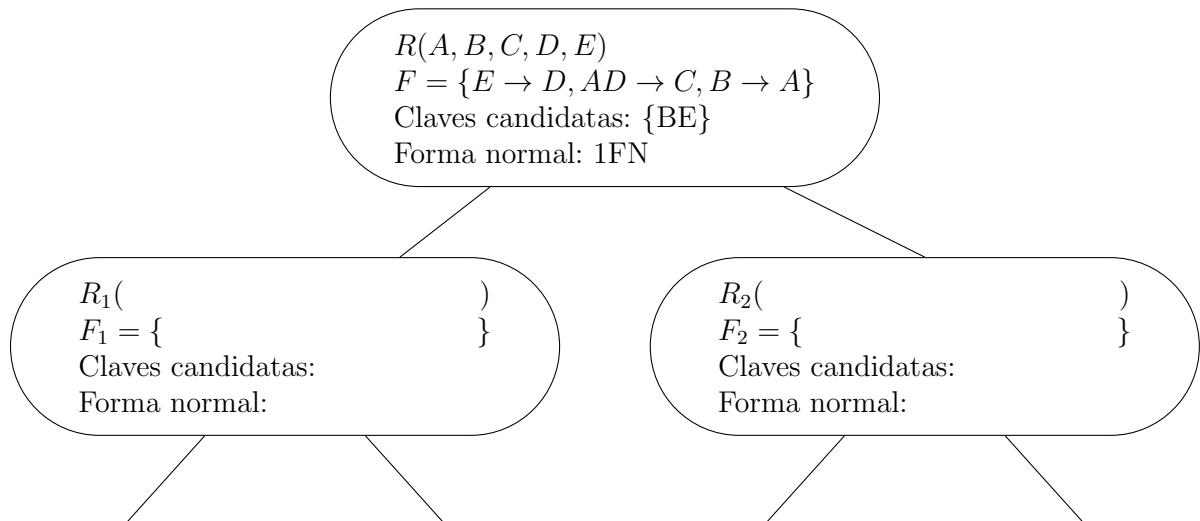 R(A, B, C, D, E)
F = {E → D, AD → C, B → A}
Claves candidatas: {BE}
Forma normal: 1FN
R₁( )
F₁ = { }
Claves candidatas:
Forma normal:
R₂( )
F₂ = { }
Claves candidatas:
Forma normal: